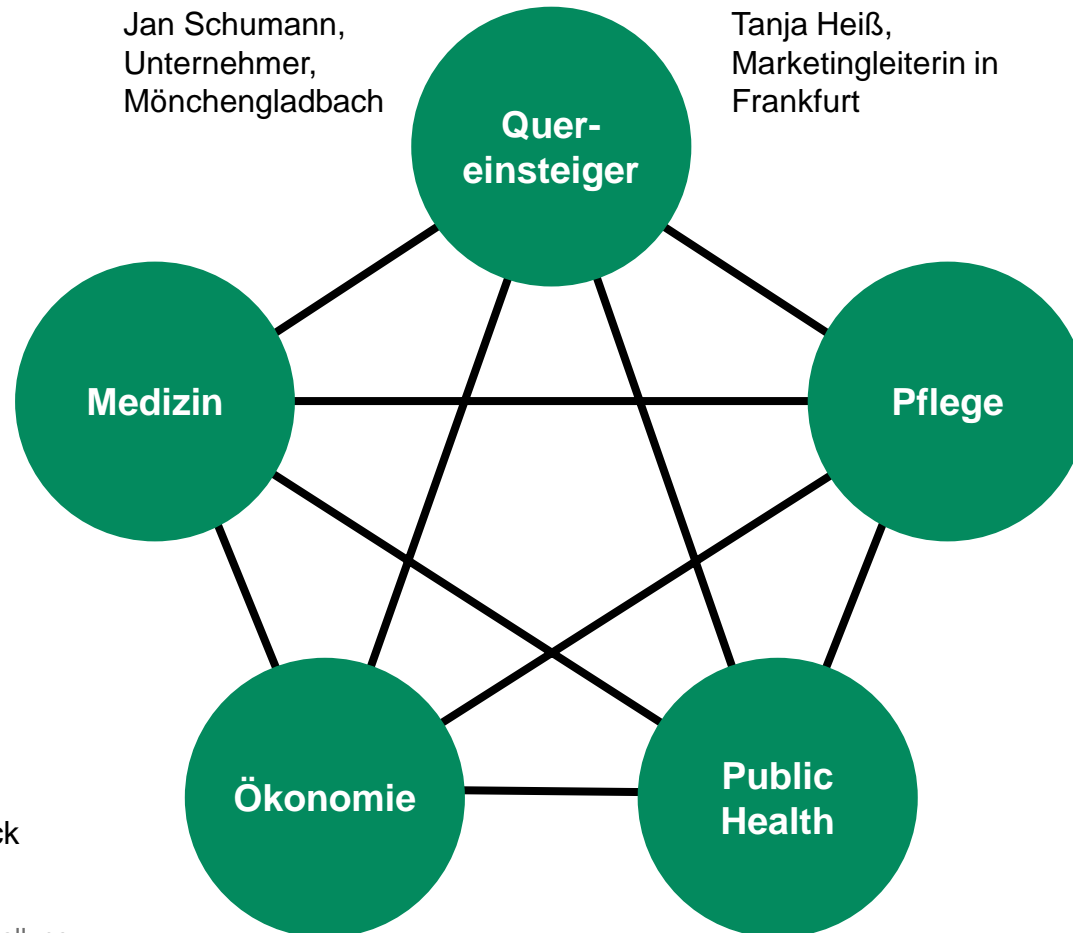 Jan Schumann,
Unternehmer,
Mönchengladbach
Tanja Heiß,
Marketingleiterin in
Frankfurt
Quer-
einsteiger
Medizin
Pflege
Ökonomie
Public
Health